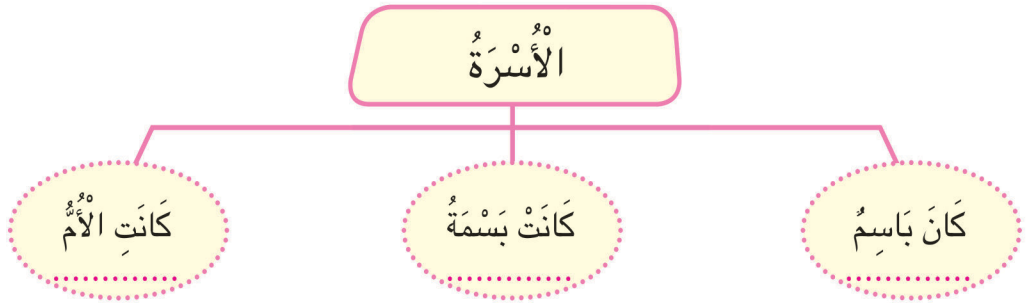 الْأُسْرَةُ
كَانَ بَاسِمٌ
كَانَتْ بَسْمَةُ
كَانَتِ الْأُمُّ